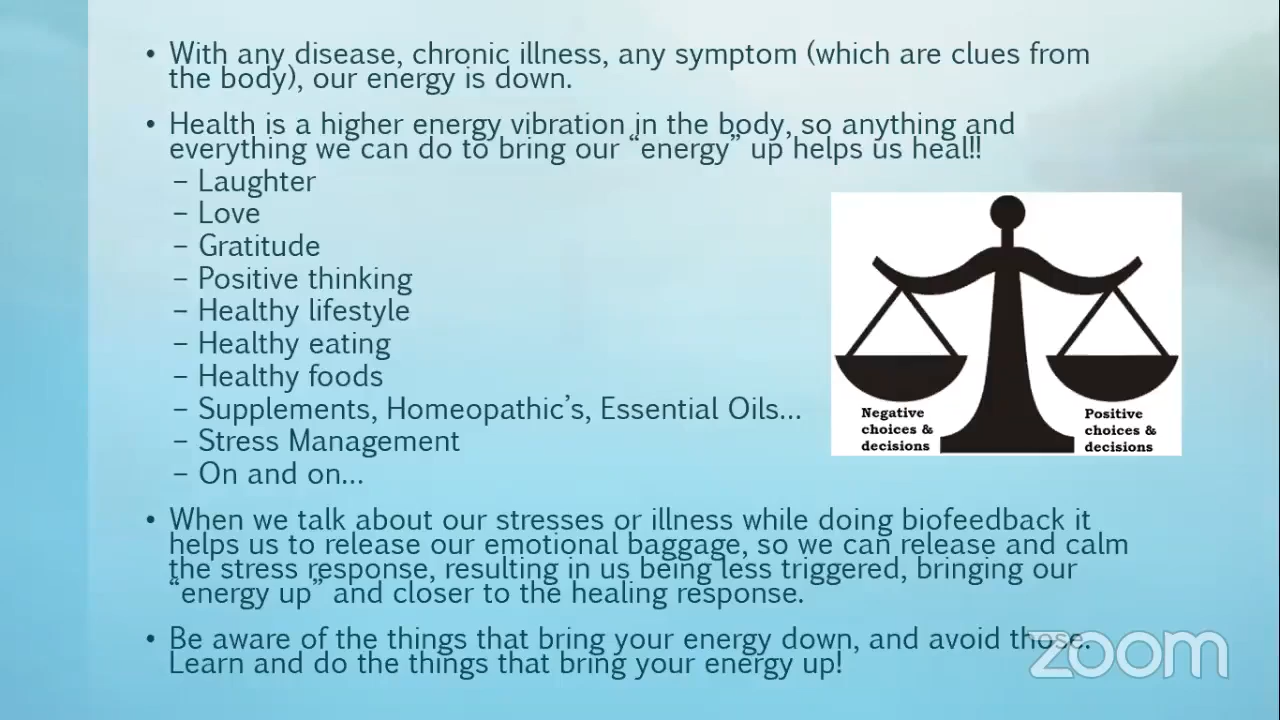 • With any disease, chronic illness, any symptom (which are clues from
the body), our energy is down.
• Health is a higher energy vibration in the body, so anything and
everything we can do to bring our “energy” up helps us heal!!
– Laughter
– Love
– Gratitude
– Positive thinking
– Healthy lifestyle
– Healthy eating
– Healthy foods
– Supplements, Homeopathic’s, Essential Oils…
– Stress Management
– On and on…
Negative
choices &
decisions
Positive
choices &
decisions
• When we talk about our stresses or illness while doing biofeedback it
helps us to release our emotional baggage, so we can release and calm
the stress response, resulting in us being less triggered, bringing our
“energy up” and closer to the healing response.
• Be aware of the things that bring your energy down, and avoid those.
Learn and do the things that bring your energy up!
zoom